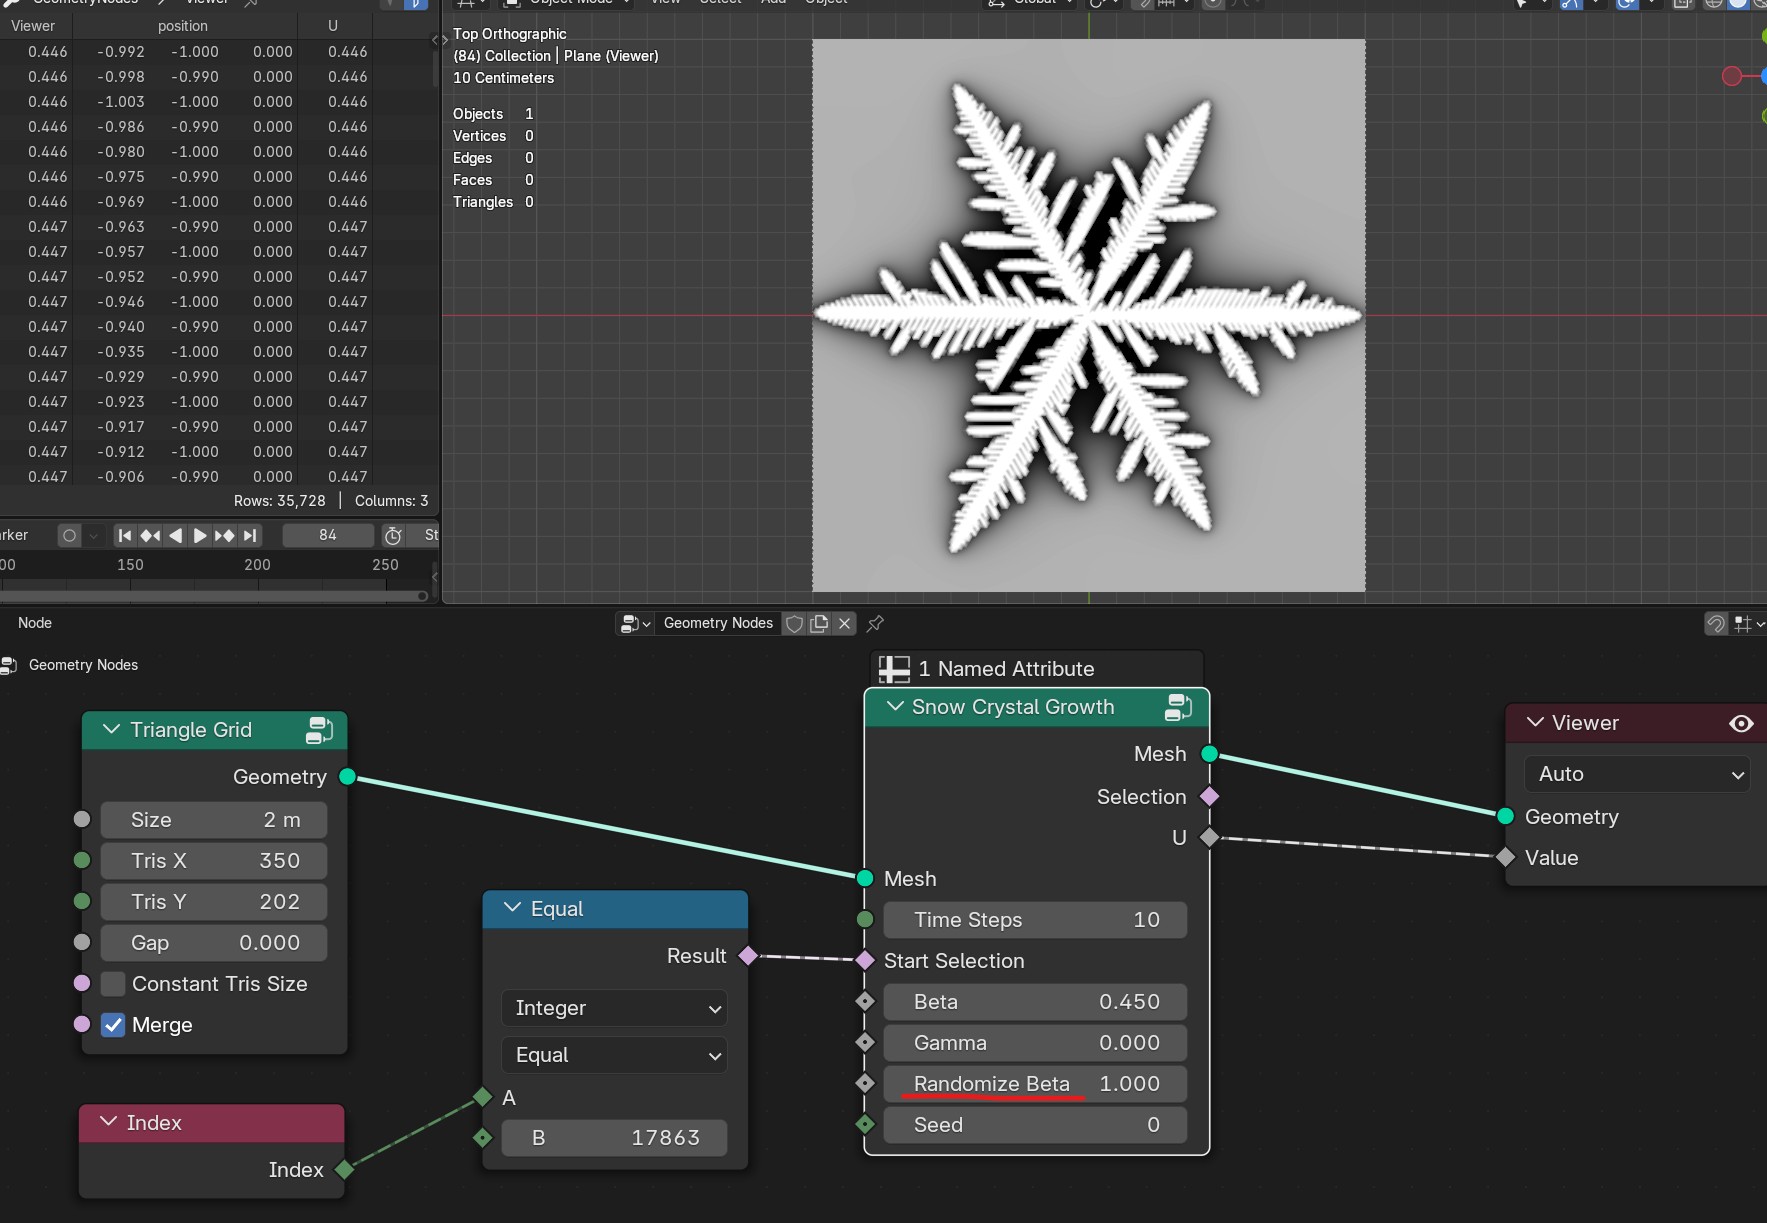 GeometryNodes Viewer
Viewer position U
0.446 -0.992 -1.000 0.000 0.446
0.446 -0.998 -0.990 0.000 0.446
0.446 -1.003 -1.000 0.000 0.446
0.446 -0.986 -0.990 0.000 0.446
0.446 -0.980 -1.000 0.000 0.446
0.446 -0.975 -0.990 0.000 0.446
0.446 -0.969 -1.000 0.000 0.446
0.447 -0.963 -0.990 0.000 0.447
0.447 -0.957 -1.000 0.000 0.447
0.447 -0.952 -0.990 0.000 0.447
0.447 -0.946 -1.000 0.000 0.447
0.447 -0.940 -0.990 0.000 0.447
0.447 -0.935 -1.000 0.000 0.447
0.447 -0.929 -0.990 0.000 0.447
0.447 -0.923 -1.000 0.000 0.447
0.447 -0.917 -0.990 0.000 0.447
0.447 -0.912 -1.000 0.000 0.447
0.447 -0.906 -0.990 0.000 0.447
Rows: 35,728 | Columns: 3
rker 84 St
00 150 200 250
Object Mode View Select Add Object Global
Top Orthographic
(84) Collection | Plane (Viewer)
10 Centimeters
Objects 1
Vertices 0
Edges 0
Faces 0
Triangles 0
Node Geometry Nodes
Geometry Nodes
Triangle Grid
Geometry
Size 2 m
Tris X 350
Tris Y 202
Gap 0.000
Constant Tris Size
Merge
Index
Index
Equal
Result
Integer
Equal
A
B 17863
1 Named Attribute
Snow Crystal Growth
Mesh
Selection
U
Mesh
Time Steps 10
Start Selection
Beta 0.450
Gamma 0.000
Randomize Beta 1.000
Seed 0
Viewer
Auto
Geometry
Value